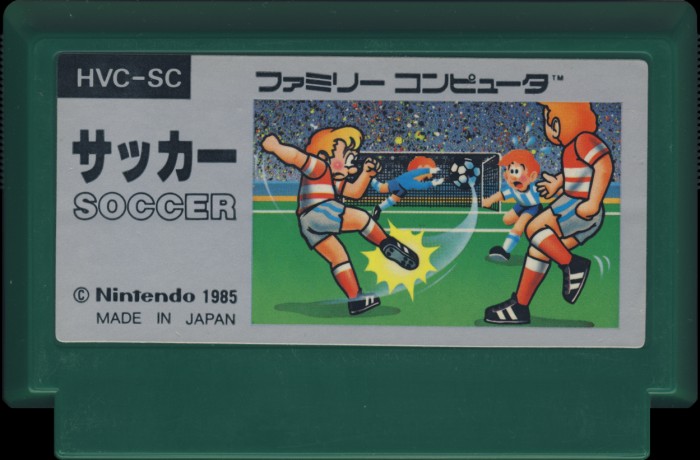 HVC-SC
ファミリー コンピュータ™
サッカー
SOCCER
© Nintendo 1985
MADE IN JAPAN